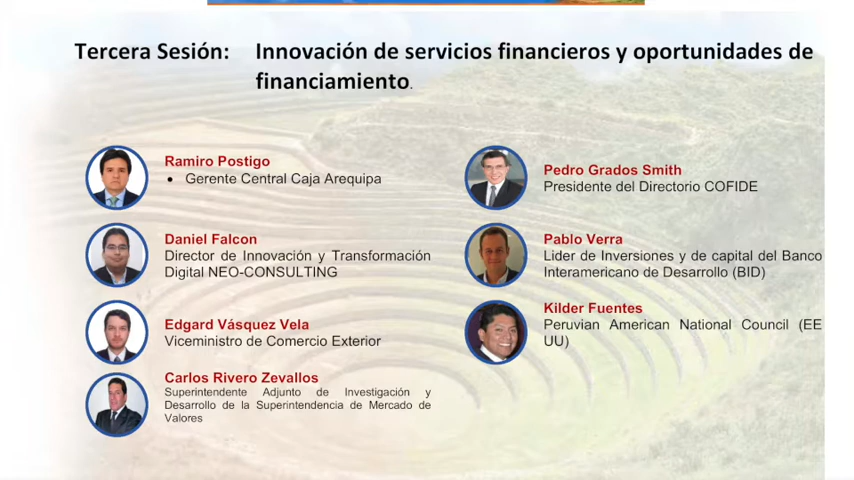 Tercera Sesión: Innovación de servicios financieros y oportunidades de
financiamiento.
Ramiro Postigo
• Gerente Central Caja Arequipa
Daniel Falcon
Director de Innovación y Transformación
Digital NEO-CONSULTING
Edgard Vásquez Vela
Viceministro de Comercio Exterior
Carlos Rivero Zevallos
Superintendente Adjunto de Investigación y
Desarrollo de la Superintendencia de Mercado de
Valores
Pedro Grados Smith
Presidente del Directorio COFIDE
Pablo Verra
Lider de Inversiones y de capital del Banco
Interamericano de Desarrollo (BID)
Kilder Fuentes
Peruvian American National Council (EE
UU)